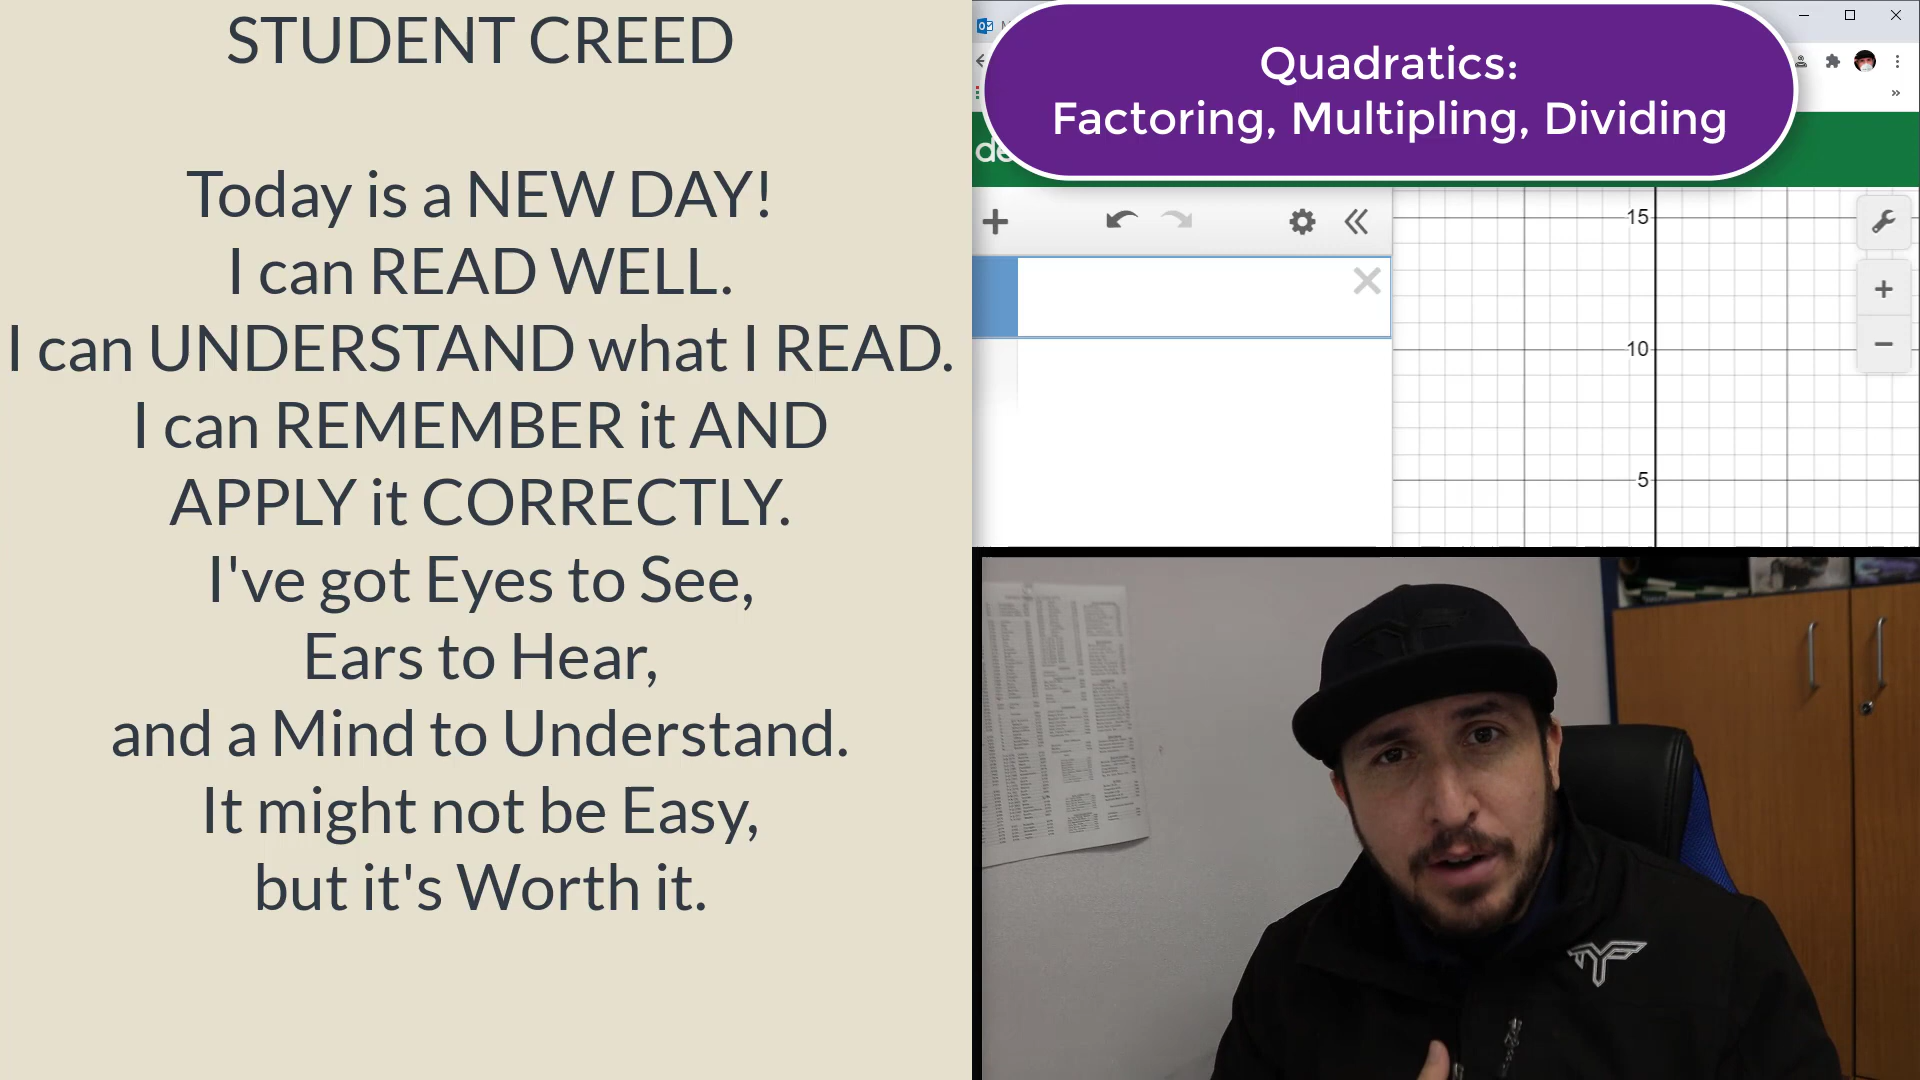 STUDENT CREED
Today is a NEW DAY!
I can READ WELL.
I can UNDERSTAND what I READ.
I can REMEMBER it AND
APPLY it CORRECTLY.
I've got Eyes to See,
Ears to Hear,
and a Mind to Understand.
It might not be Easy,
but it's Worth it.
Quadratics:
Factoring, Multipling, Dividing
15
10
5